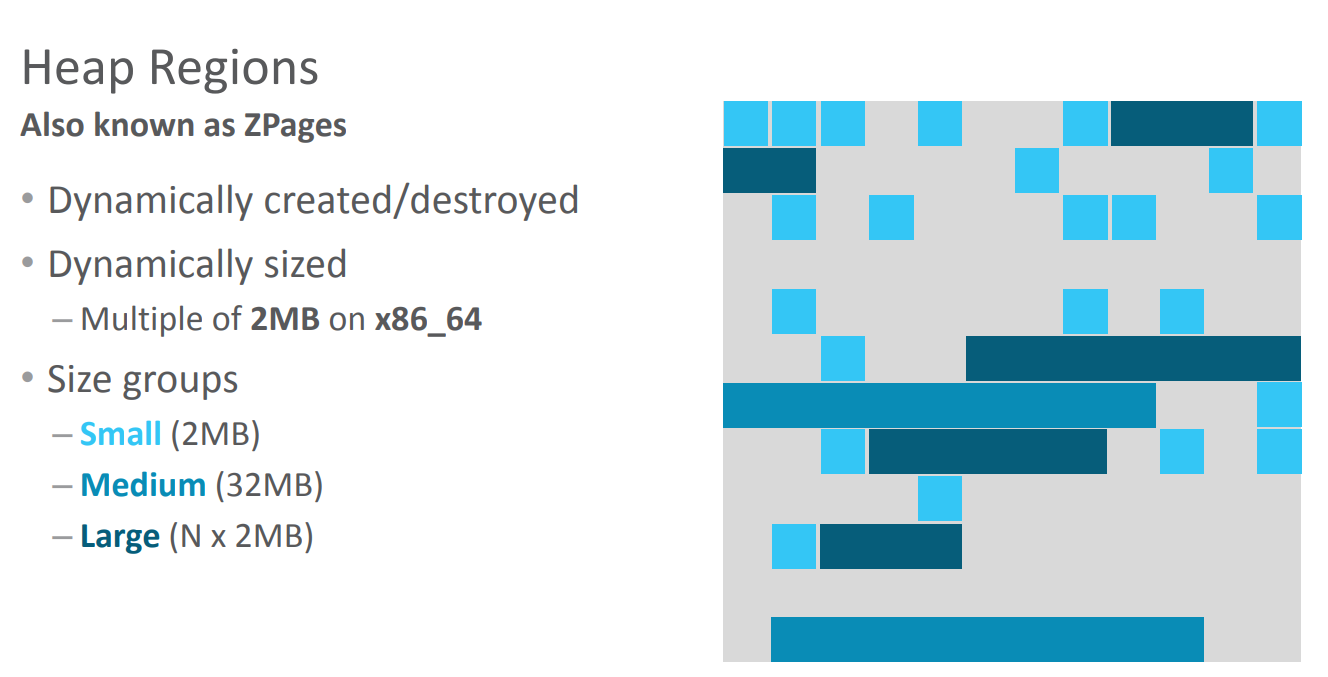 Heap Regions
Also known as ZPages
• Dynamically created/destroyed
• Dynamically sized
– Multiple of 2MB on x86_64
• Size groups
– Small (2MB)
– Medium (32MB)
– Large (N x 2MB)